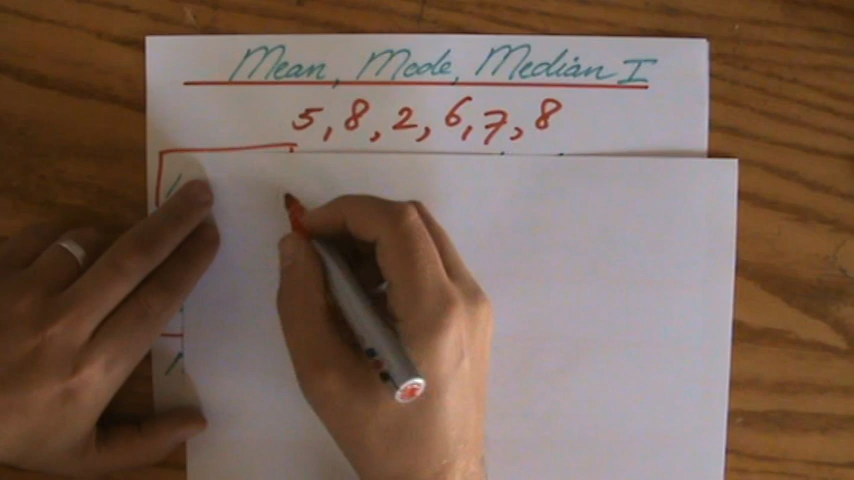 Mean, Mode, Median I
5, 8, 2, 6, 7, 8